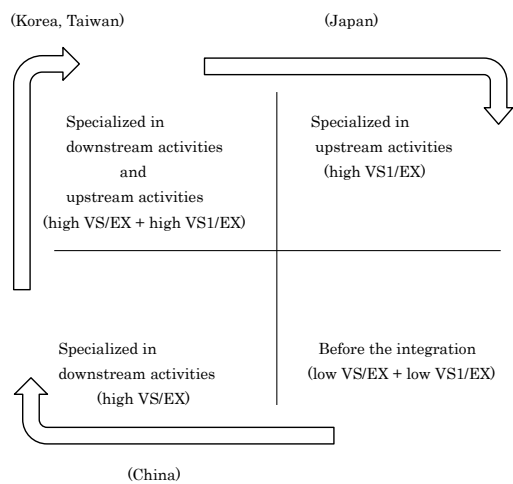 (Korea, Taiwan)
(Japan)
Specialized in
downstream activities
and
upstream activities
(high VS/EX + high VS1/EX)
Specialized in
upstream activities
(high VS1/EX)
Specialized in
downstream activities
(high VS/EX)
Before the integration
(low VS/EX + low VS1/EX)
(China)